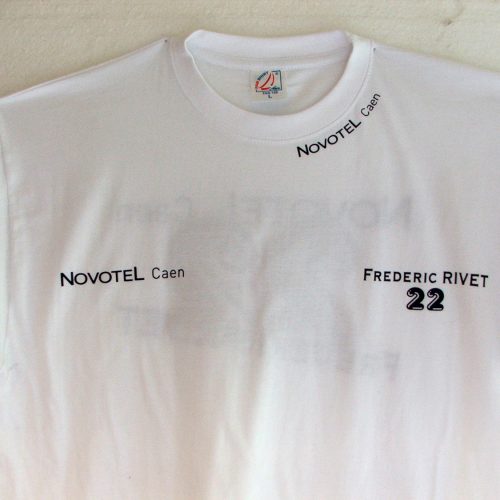 NOVOTEL Caen
NOVOTEL Caen
FREDERIC RIVET
22
L